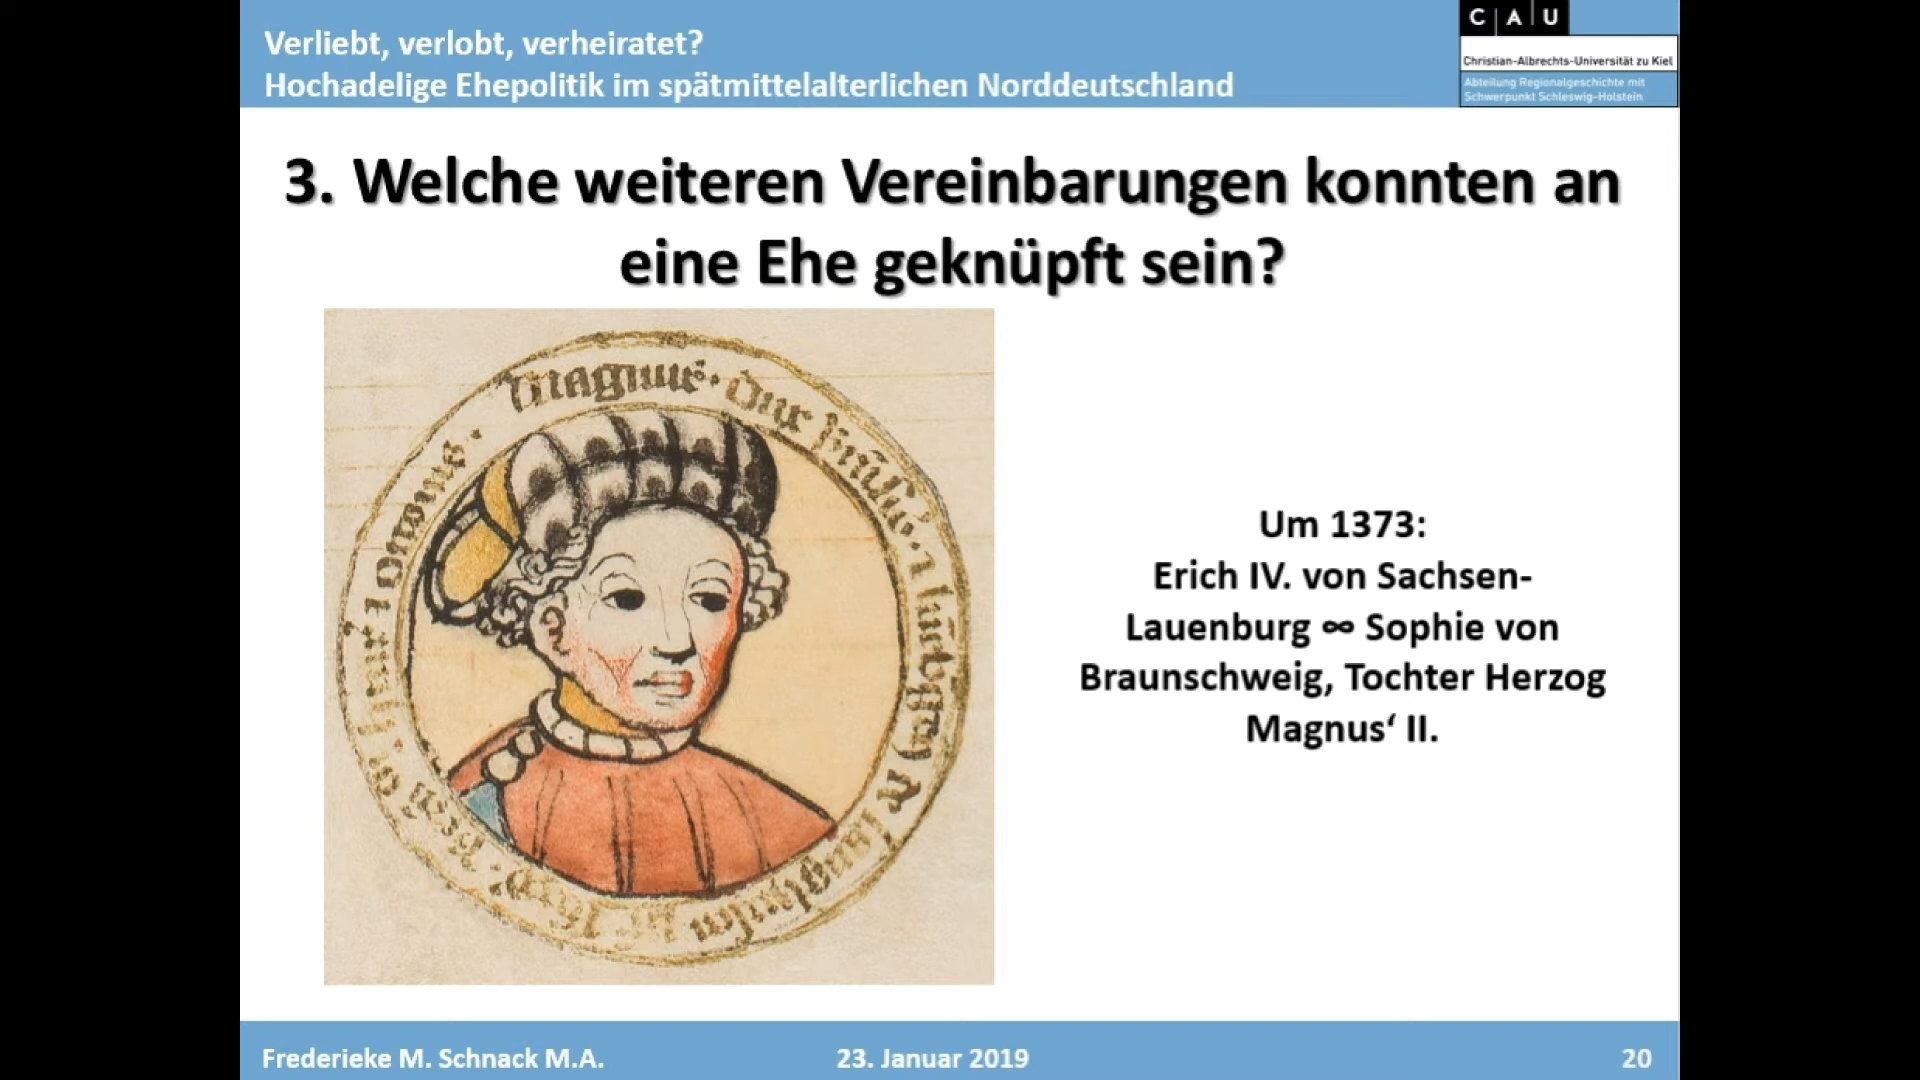 Verliebt, verlobt, verheiratet?
Hochadelige Ehepolitik im spätmittelalterlichen Norddeutschland
C A U
Christian-Albrechts-Universität zu Kiel
Abteilung Regionalgeschichte mit
Schwerpunkt Schleswig-Holstein
3. Welche weiteren Vereinbarungen konnten an
eine Ehe geknüpft sein?
Um 1373:
Erich IV. von Sachsen-
Lauenburg ⚭ Sophie von
Braunschweig, Tochter Herzog
Magnus‘ II.
Frederieke M. Schnack M.A.
23. Januar 2019
20